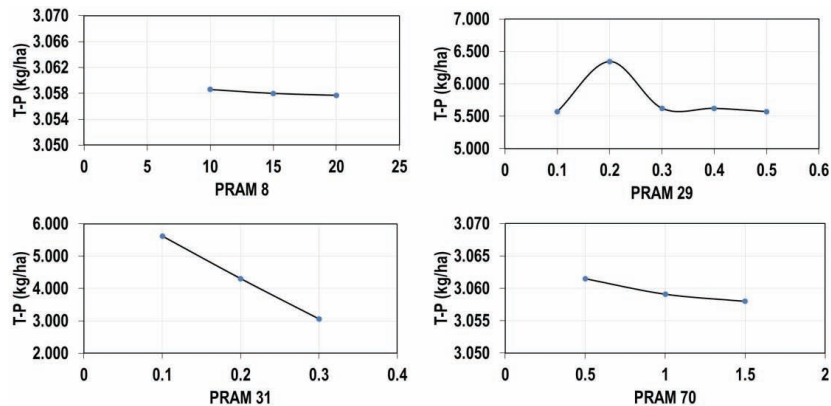 T-P (kg/ha)
3.070
3.066
3.062
3.058
3.054
3.050
0 5 10 15 20 25
PRAM 8
T-P (kg/ha)
7.000
6.500
6.000
5.500
5.000
0 0.1 0.2 0.3 0.4 0.5 0.6
PRAM 29
T-P (kg/ha)
6.000
5.000
4.000
3.000
2.000
0 0.1 0.2 0.3 0.4
PRAM 31
T-P (kg/ha)
3.070
3.065
3.060
3.055
3.050
0 0.5 1 1.5 2
PRAM 70